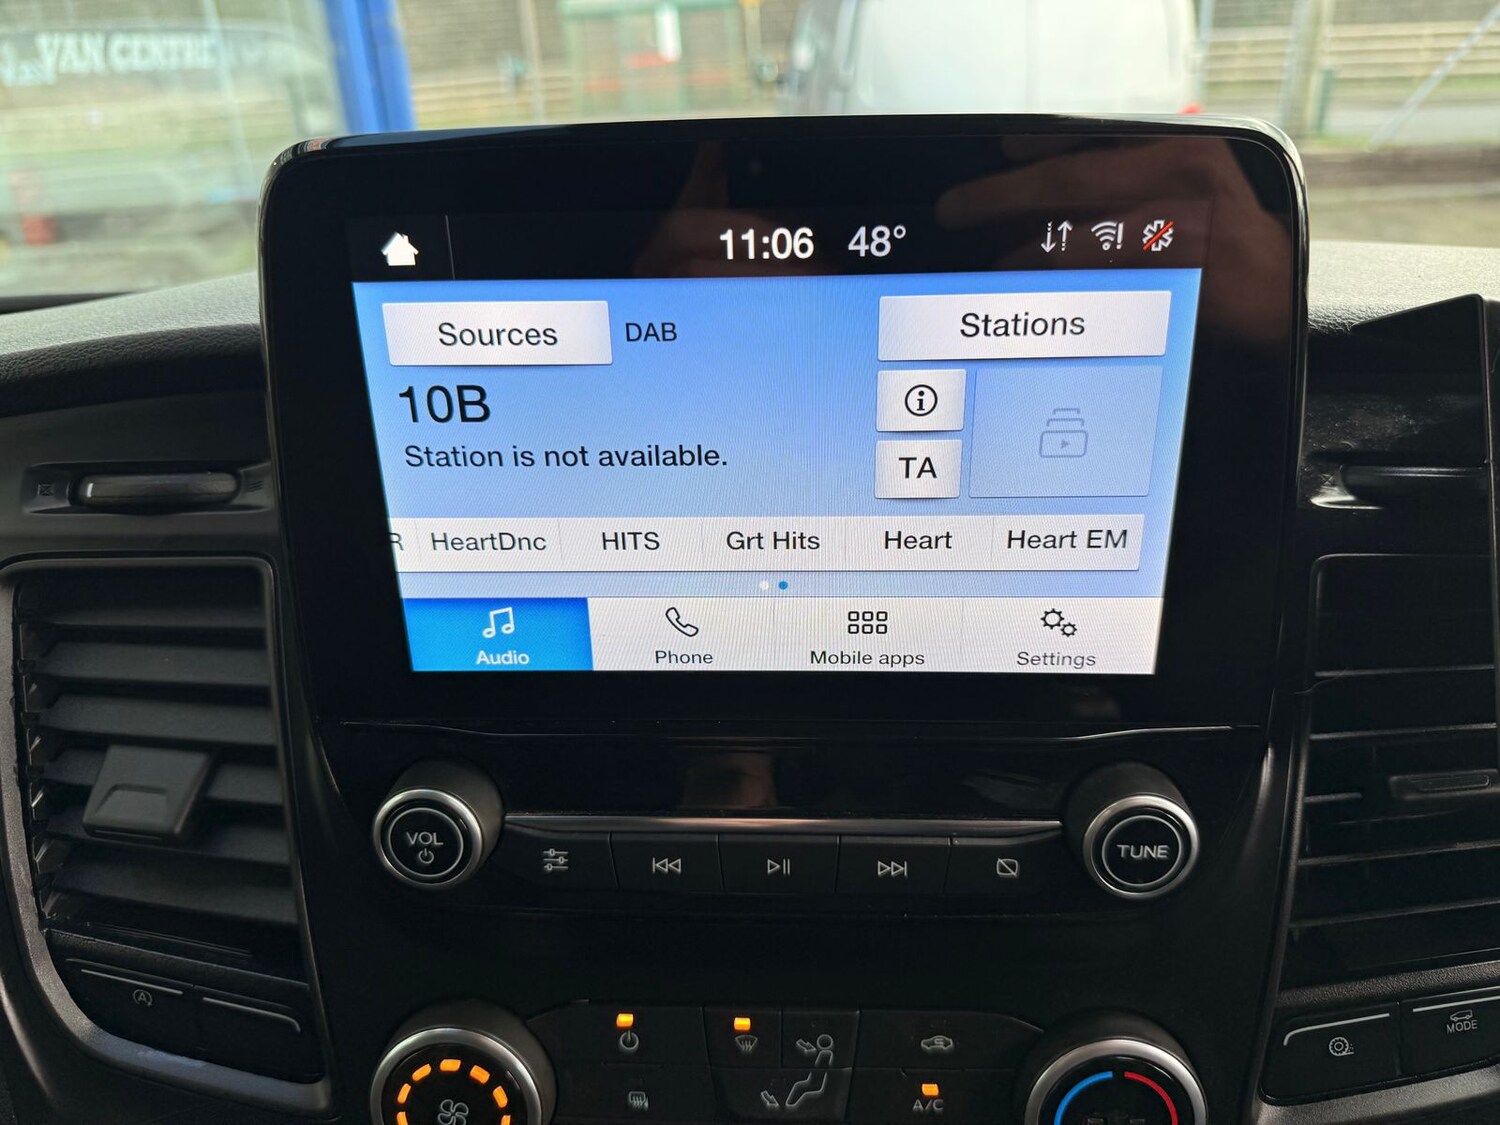 VAN CENTRE
11:06 48°
Sources DAB Stations
10B
Station is not available.
TA
R HeartDnc HITS Grt Hits Heart Heart EM
Audio Phone Mobile apps Settings
VOL
TUNE
MODE
A/C